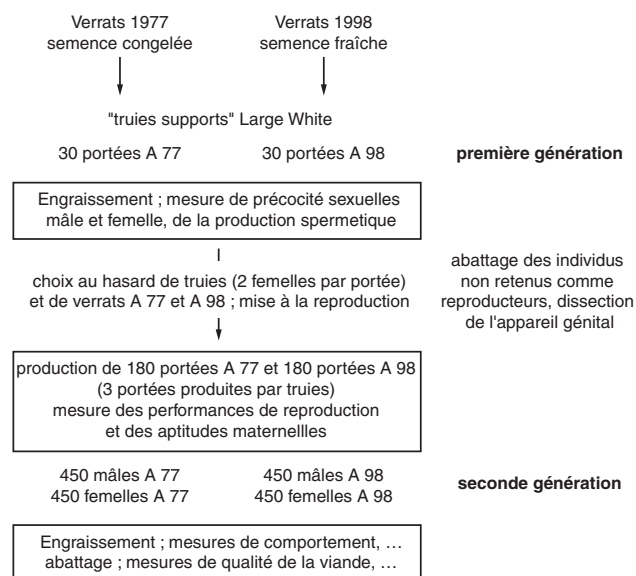 Verrats 1977
semence congelée
Verrats 1998
semence fraîche
"truies supports" Large White
30 portées A 77
30 portées A 98
première génération
Engraissement ; mesure de précocité sexuelles
mâle et femelle, de la production spermetique
choix au hasard de truies (2 femelles par portée)
et de verrats A 77 et A 98 ; mise à la reproduction
abattage des individus
non retenus comme
reproducteurs, dissection
de l'appareil génital
production de 180 portées A 77 et 180 portées A 98
(3 portées produites par truies)
mesure des performances de reproduction
et des aptitudes maternellles
450 mâles A 77
450 femelles A 77
450 mâles A 98
450 femelles A 98
seconde génération
Engraissement ; mesures de comportement, …
abattage ; mesures de qualité de la viande, …